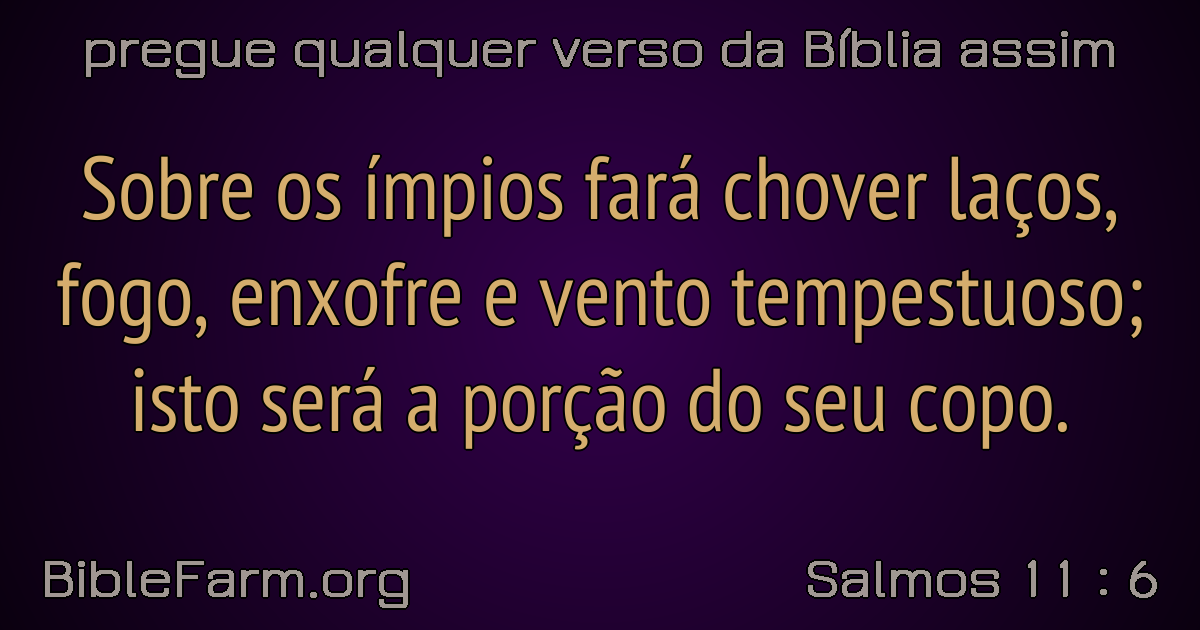 pregue qualquer verso da Bíblia assim
Sobre os ímpios fará chover laços,
fogo, enxofre e vento tempestuoso;
isto será a porção do seu copo.
BibleFarm.org
Salmos 11 : 6